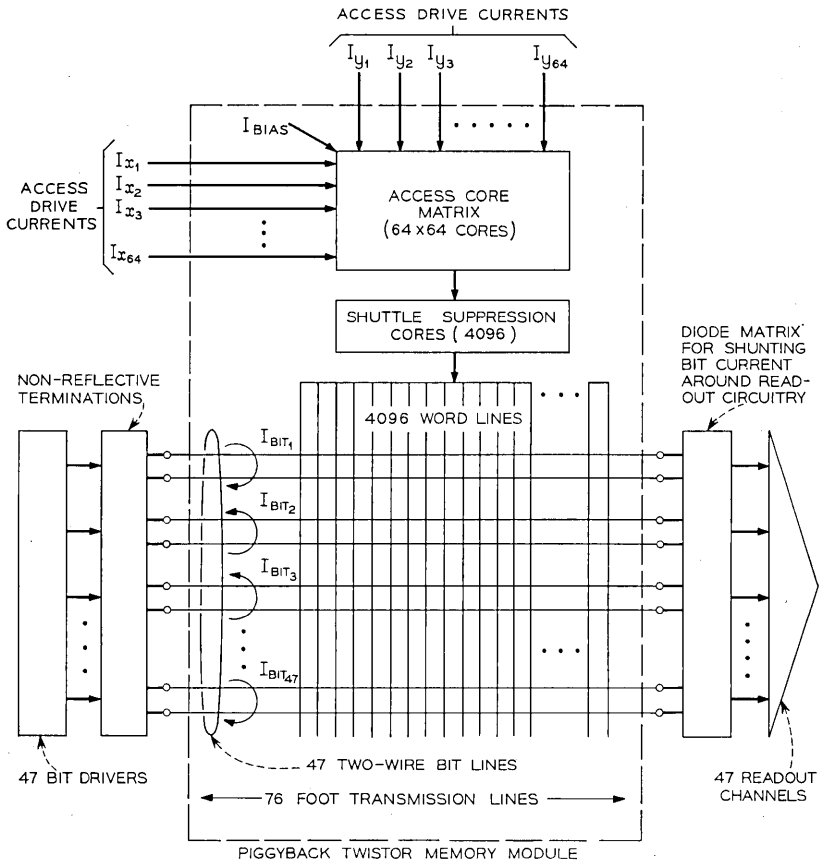 ACCESS DRIVE CURRENTS
Iy1 Iy2 Iy3 Iy64
IBIAS
Ix1
Ix2
Ix3
Ix64
ACCESS
DRIVE
CURRENTS
ACCESS CORE
MATRIX
(64 x 64 CORES)
SHUTTLE SUPPRESSION
CORES (4096)
DIODE MATRIX
FOR SHUNTING
BIT CURRENT
AROUND READ-
OUT CIRCUITRY
NON-REFLECTIVE
TERMINATIONS
4096 WORD LINES
IBIT1
IBIT2
IBIT3
IBIT47
47 BIT DRIVERS
47 TWO-WIRE BIT LINES
47 READOUT
CHANNELS
76 FOOT TRANSMISSION LINES
PIGGYBACK TWISTOR MEMORY MODULE